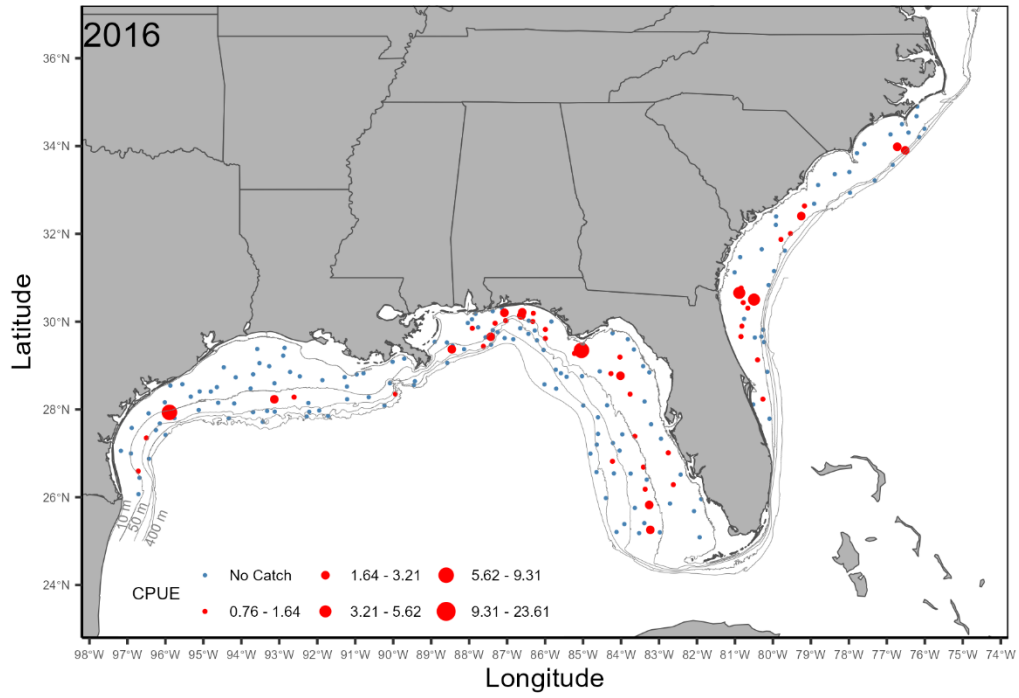 2016
36°N
34°N
32°N
30°N
28°N
26°N
24°N
Latitude
10 m
50 m
400 m
CPUE
No Catch
1.64 - 3.21
5.62 - 9.31
0.76 - 1.64
3.21 - 5.62
9.31 - 23.61
98°W 97°W 96°W 95°W 94°W 93°W 92°W 91°W 90°W 89°W 88°W 87°W 86°W 85°W 84°W 83°W 82°W 81°W 80°W 79°W 78°W 77°W 76°W 75°W 74°W
Longitude